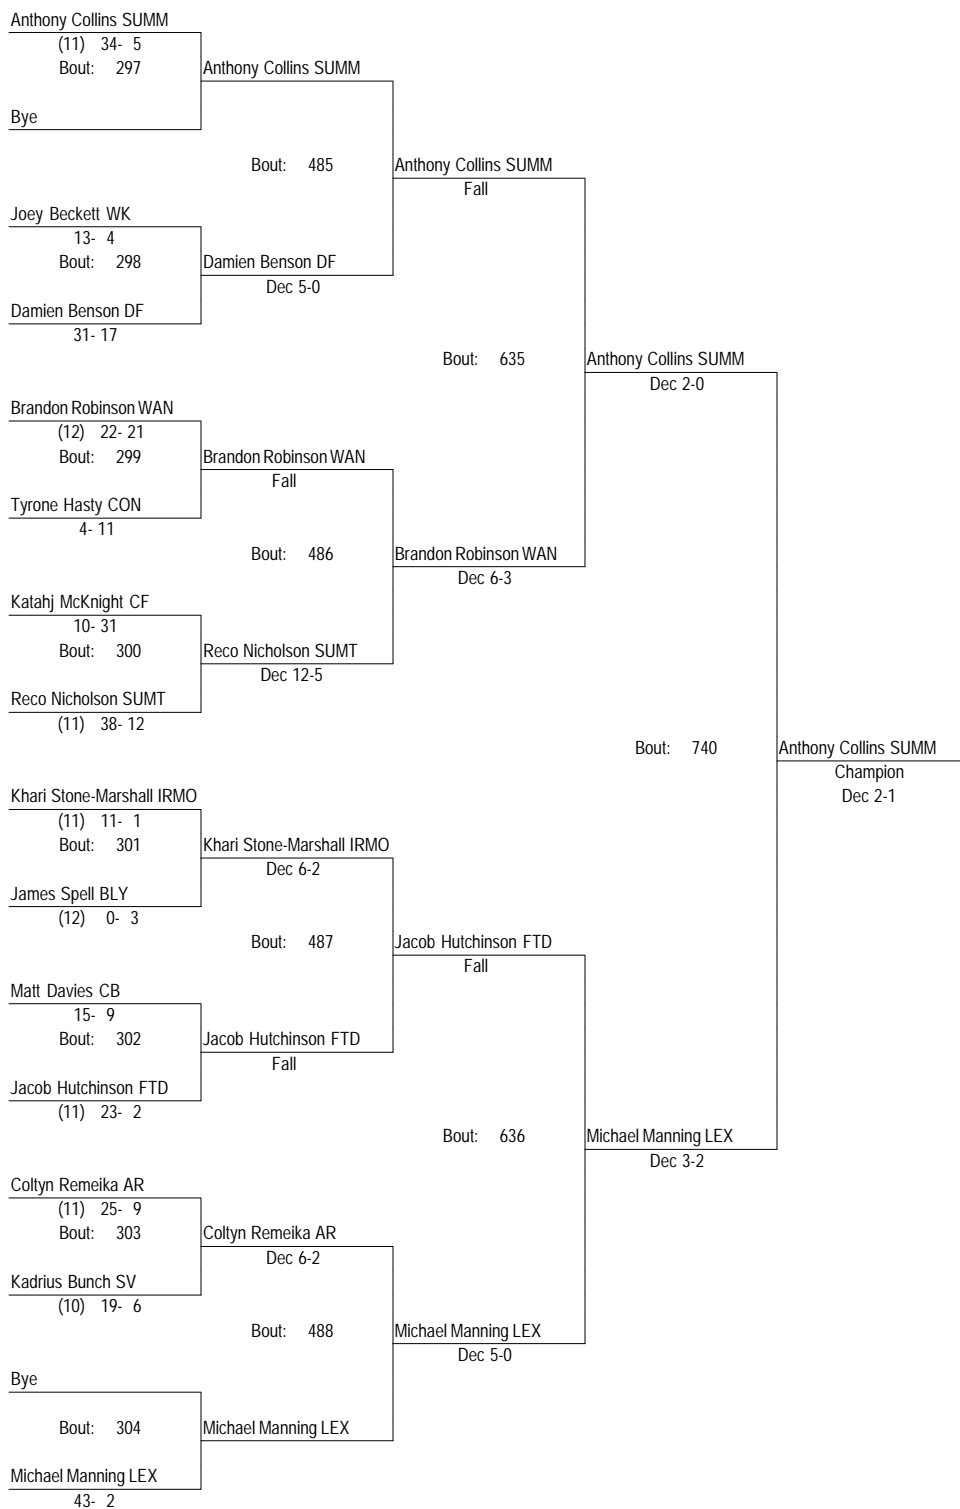 Anthony Collins SUMM
(11) 34- 5
Bout: 297
Anthony Collins SUMM
Bye
Bout: 485
Anthony Collins SUMM
Fall
Joey Beckett WK
13- 4
Bout: 298
Damien Benson DF
Dec 5-0
Damien Benson DF
31- 17
Bout: 635
Anthony Collins SUMM
Dec 2-0
Brandon Robinson WAN
(12) 22- 21
Bout: 299
Brandon Robinson WAN
Fall
Tyrone Hasty CON
4- 11
Bout: 486
Brandon Robinson WAN
Dec 6-3
Katahj McKnight CF
10- 31
Bout: 300
Reco Nicholson SUMT
Dec 12-5
Reco Nicholson SUMT
(11) 38- 12
Bout: 740
Anthony Collins SUMM
Champion
Dec 2-1
Khari Stone-Marshall IRMO
(11) 11- 1
Bout: 301
Khari Stone-Marshall IRMO
Dec 6-2
James Spell BLY
(12) 0- 3
Bout: 487
Jacob Hutchinson FTD
Fall
Matt Davies CB
15- 9
Bout: 302
Jacob Hutchinson FTD
Fall
Jacob Hutchinson FTD
(11) 23- 2
Bout: 636
Michael Manning LEX
Dec 3-2
Coltyn Remeika AR
(11) 25- 9
Bout: 303
Coltyn Remeika AR
Dec 6-2
Kadrius Bunch SV
(10) 19- 6
Bout: 488
Michael Manning LEX
Dec 5-0
Bye
Bout: 304
Michael Manning LEX
Michael Manning LEX
43- 2